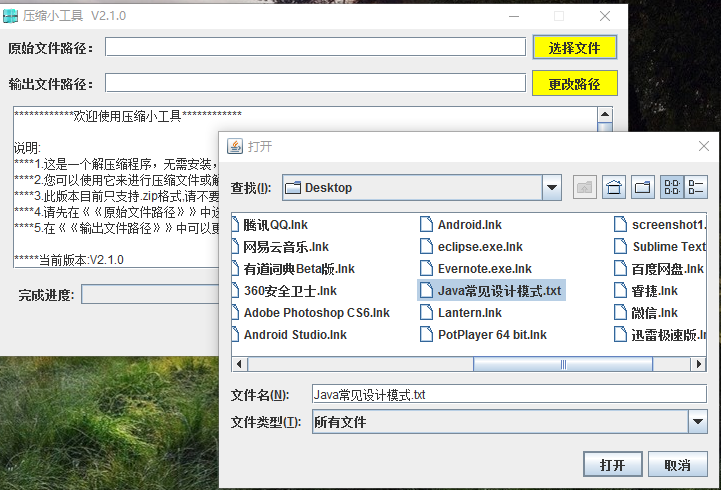 压缩小工具 V2.1.0
原始文件路径：
选择文件
输出文件路径：
更改路径
************欢迎使用压缩小工具************
说明:
****1.这是一个解压缩程序，无需安装，
****2.您可以使用它来进行压缩文件或解
****3.此版本目前只支持.zip格式,请不要
****4.请先在《《原始文件路径》》中
****5.在《《输出文件路径》》中可以更
*****当前版本:V2.1.0
完成进度:
打开
查找(I):
Desktop
腾讯QQ.lnk
Android.lnk
screenshot1.
网易云音乐.lnk
eclipse.exe.lnk
Sublime Text
有道词典Beta版.lnk
Evernote.exe.lnk
百度网盘.lnk
360安全卫士.lnk
Java常见设计模式.txt
睿捷.lnk
Adobe Photoshop CS6.lnk
Lantern.lnk
微信.lnk
Android Studio.lnk
PotPlayer 64 bit.lnk
迅雷极速版.ln
文件名(N):
Java常见设计模式.txt
文件类型(T):
所有文件
打开
取消